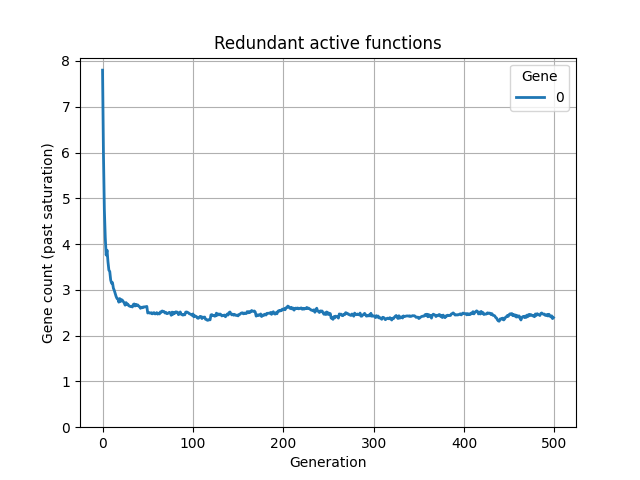 Redundant active functions
Gene
0
Gene count (past saturation)
8
7
6
5
4
3
2
1
0
0 100 200 300 400 500
Generation